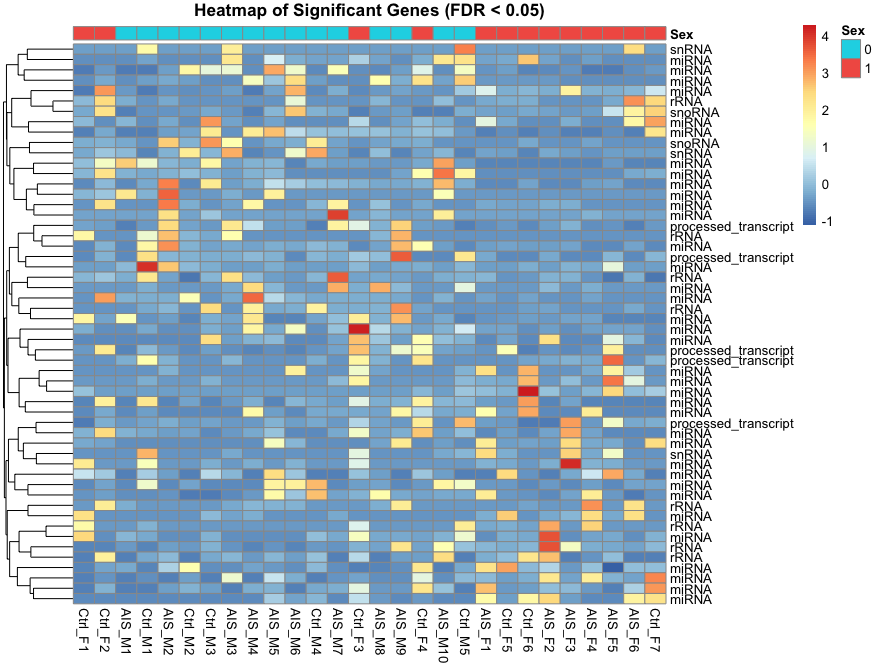 Heatmap of Significant Genes (FDR < 0.05)
Sex
snRNA
miRNA
miRNA
miRNA
miRNA
rRNA
snoRNA
miRNA
miRNA
snoRNA
snRNA
miRNA
miRNA
miRNA
miRNA
miRNA
miRNA
processed_transcript
rRNA
miRNA
processed_transcript
miRNA
rRNA
miRNA
miRNA
rRNA
miRNA
miRNA
miRNA
processed_transcript
processed_transcript
miRNA
miRNA
miRNA
miRNA
miRNA
processed_transcript
miRNA
miRNA
snRNA
miRNA
miRNA
miRNA
miRNA
rRNA
miRNA
rRNA
miRNA
rRNA
rRNA
miRNA
miRNA
miRNA
miRNA
Ctrl_F1
Ctrl_F2
AIS_M1
Ctrl_M1
AIS_M2
Ctrl_M2
Ctrl_M3
AIS_M3
AIS_M4
AIS_M5
AIS_M6
Ctrl_M4
AIS_M7
Ctrl_F3
AIS_M8
AIS_M9
Ctrl_F4
AIS_M10
Ctrl_M5
AIS_F1
Ctrl_F5
Ctrl_F6
AIS_F2
AIS_F3
AIS_F4
AIS_F5
AIS_F6
Ctrl_F7
4
3
2
1
0
-1
Sex
0
1